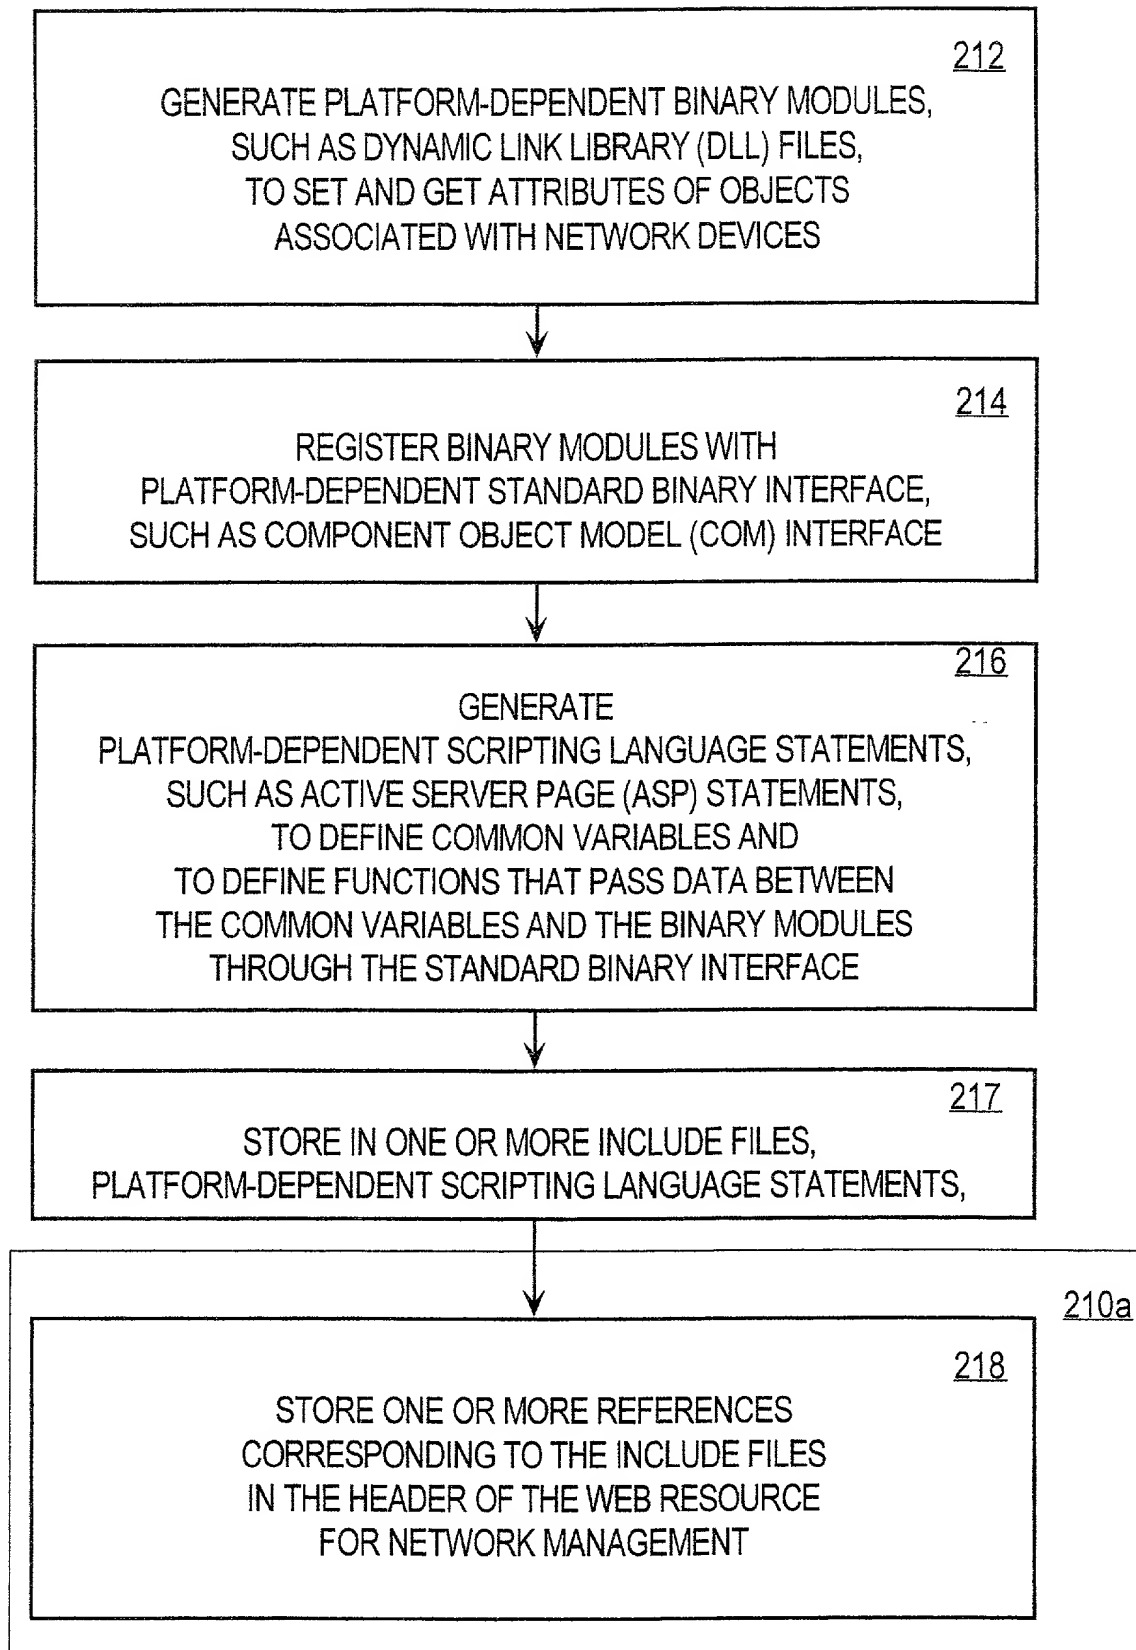 212
GENERATE PLATFORM-DEPENDENT BINARY MODULES,
SUCH AS DYNAMIC LINK LIBRARY (DLL) FILES,
TO SET AND GET ATTRIBUTES OF OBJECTS
ASSOCIATED WITH NETWORK DEVICES
214
REGISTER BINARY MODULES WITH
PLATFORM-DEPENDENT STANDARD BINARY INTERFACE,
SUCH AS COMPONENT OBJECT MODEL (COM) INTERFACE
216
GENERATE
PLATFORM-DEPENDENT SCRIPTING LANGUAGE STATEMENTS,
SUCH AS ACTIVE SERVER PAGE (ASP) STATEMENTS,
TO DEFINE COMMON VARIABLES AND
TO DEFINE FUNCTIONS THAT PASS DATA BETWEEN
THE COMMON VARIABLES AND THE BINARY MODULES
THROUGH THE STANDARD BINARY INTERFACE
217
STORE IN ONE OR MORE INCLUDE FILES,
PLATFORM-DEPENDENT SCRIPTING LANGUAGE STATEMENTS,
210a
218
STORE ONE OR MORE REFERENCES
CORRESPONDING TO THE INCLUDE FILES
IN THE HEADER OF THE WEB RESOURCE
FOR NETWORK MANAGEMENT